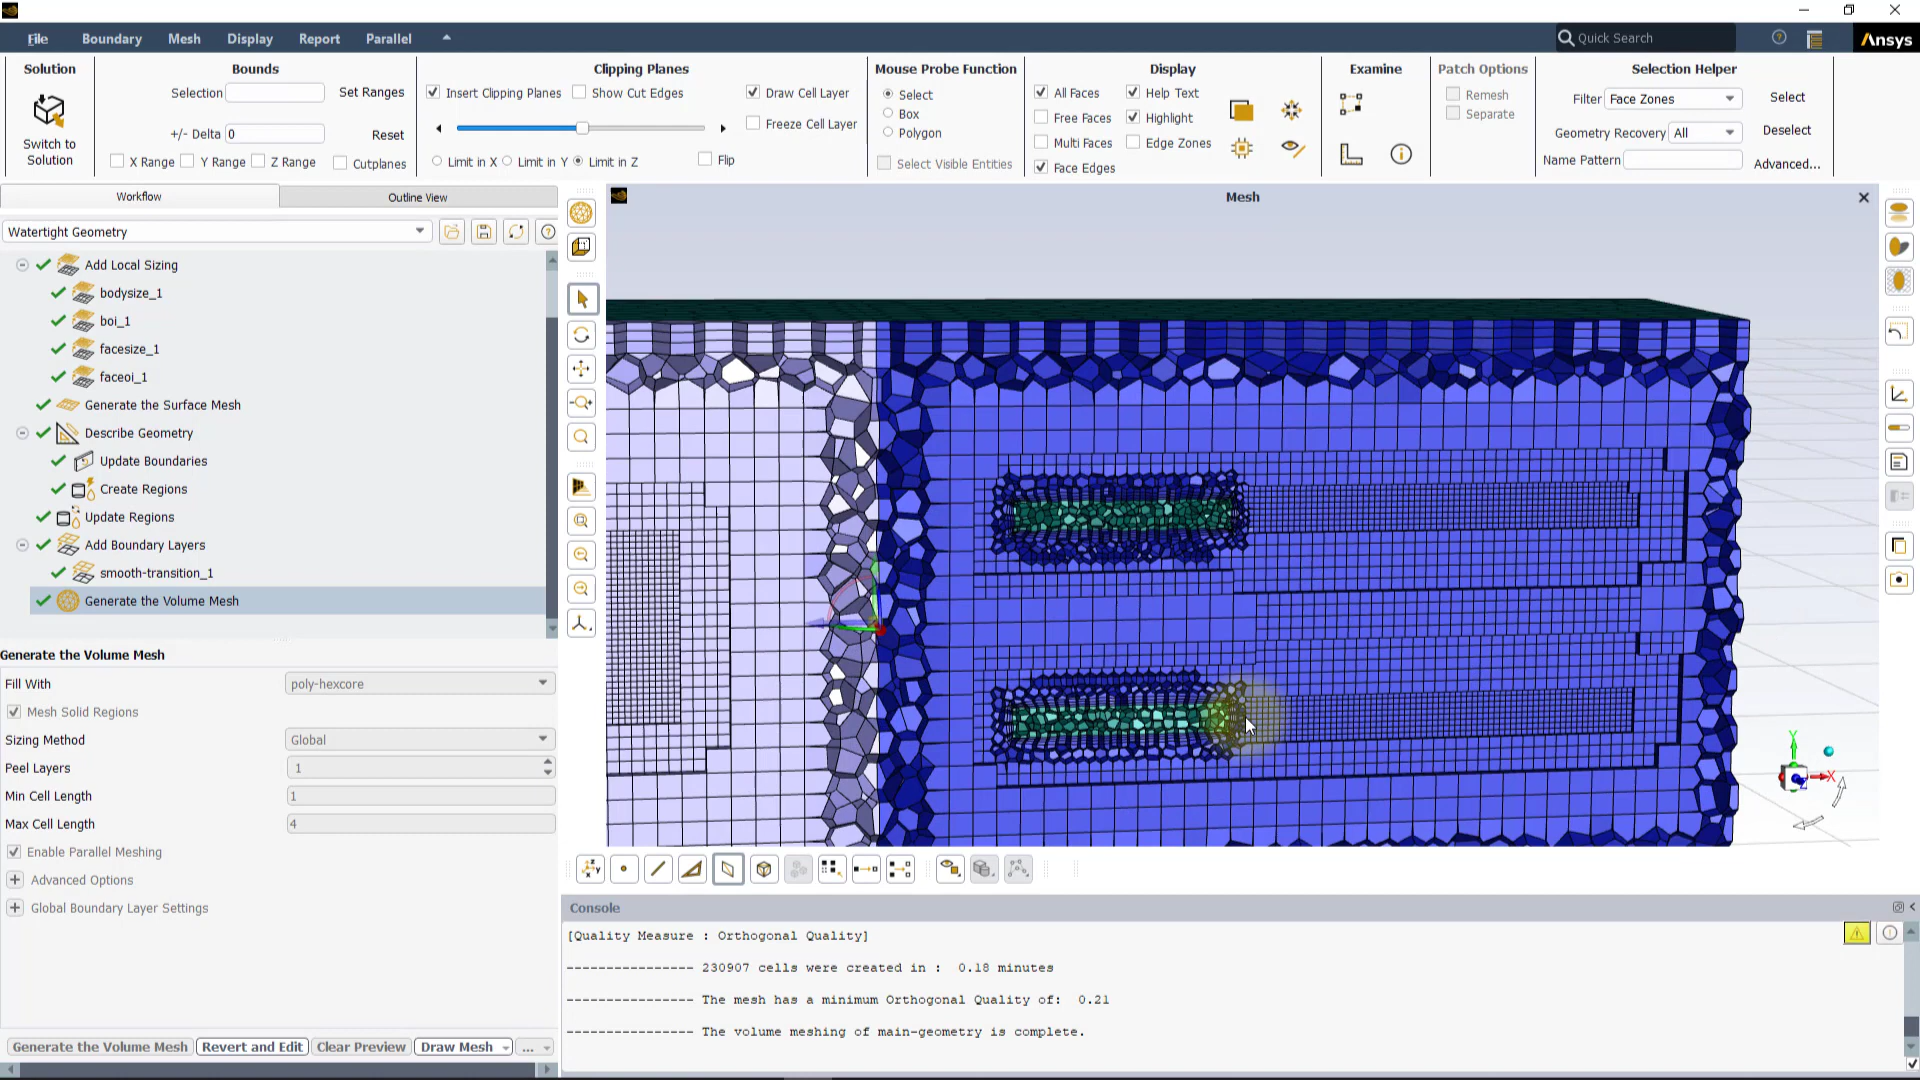 File Boundary Mesh Display Report Parallel Quick Search Ansys
Solution Bounds Clipping Planes Mouse Probe Function Display Examine Patch Options Selection Helper
Switch to Solution
Selection Set Ranges
+/- Delta 0 Reset
X Range Y Range Z Range Cutplanes
Insert Clipping Planes Show Cut Edges Draw Cell Layer
Freeze Cell Layer
Limit in X Limit in Y Limit in Z Flip
Select
Box
Polygon
Select Visible Entities
All Faces Help Text
Free Faces Highlight
Multi Faces Edge Zones
Face Edges
Remesh
Separate
Filter Face Zones Select
Geometry Recovery All Deselect
Name Pattern Advanced...
Workflow Outline View
Mesh
Watertight Geometry
Add Local Sizing
bodysize_1
boi_1
facesize_1
faceoi_1
Generate the Surface Mesh
Describe Geometry
Update Boundaries
Create Regions
Update Regions
Add Boundary Layers
smooth-transition_1
Generate the Volume Mesh
Generate the Volume Mesh
Fill With poly-hexcore
Mesh Solid Regions
Sizing Method Global
Peel Layers 1
Min Cell Length 1
Max Cell Length 4
Enable Parallel Meshing
Advanced Options
Global Boundary Layer Settings
Generate the Volume Mesh Revert and Edit Clear Preview Draw Mesh ...
Y
X
Z
Console
[Quality Measure : Orthogonal Quality]
---------------- 230907 cells were created in :  0.18 minutes
---------------- The mesh has a minimum Orthogonal Quality of:  0.21
---------------- The volume meshing of main-geometry is complete.